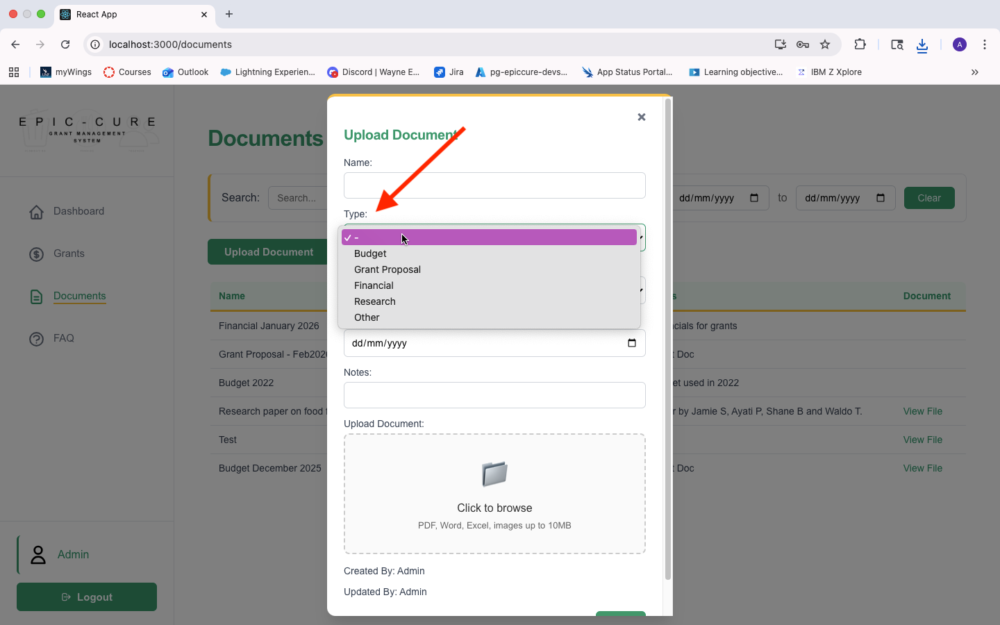 React App
localhost:3000/documents
A
myWings
Courses
Outlook
Lightning Experien...
Discord | Wayne E...
Jira
pg-epiccure-devs...
App Status Portal...
Learning objective...
IBM Z Xplore
EPIC-CURE
GRANT MANAGEMENT
SYSTEM
Dashboard
Grants
Documents
FAQ
Admin
Logout
Documents
Search:
Search...
dd/mm/yyyy
to
dd/mm/yyyy
Clear
Upload Document
Name
Document
Financial January 2026
cials for grants
Grant Proposal - Feb202
Doc
Budget 2022
et used in 2022
Research paper on food
r by Jamie S, Ayati P, Shane B and Waldo T.
View File
Test
View File
Budget December 2025
Doc
View File
Upload Document
Name:
Type:
-
Budget
Grant Proposal
Financial
Research
Other
dd/mm/yyyy
Notes:
Upload Document:
Click to browse
PDF, Word, Excel, images up to 10MB
Created By: Admin
Updated By: Admin